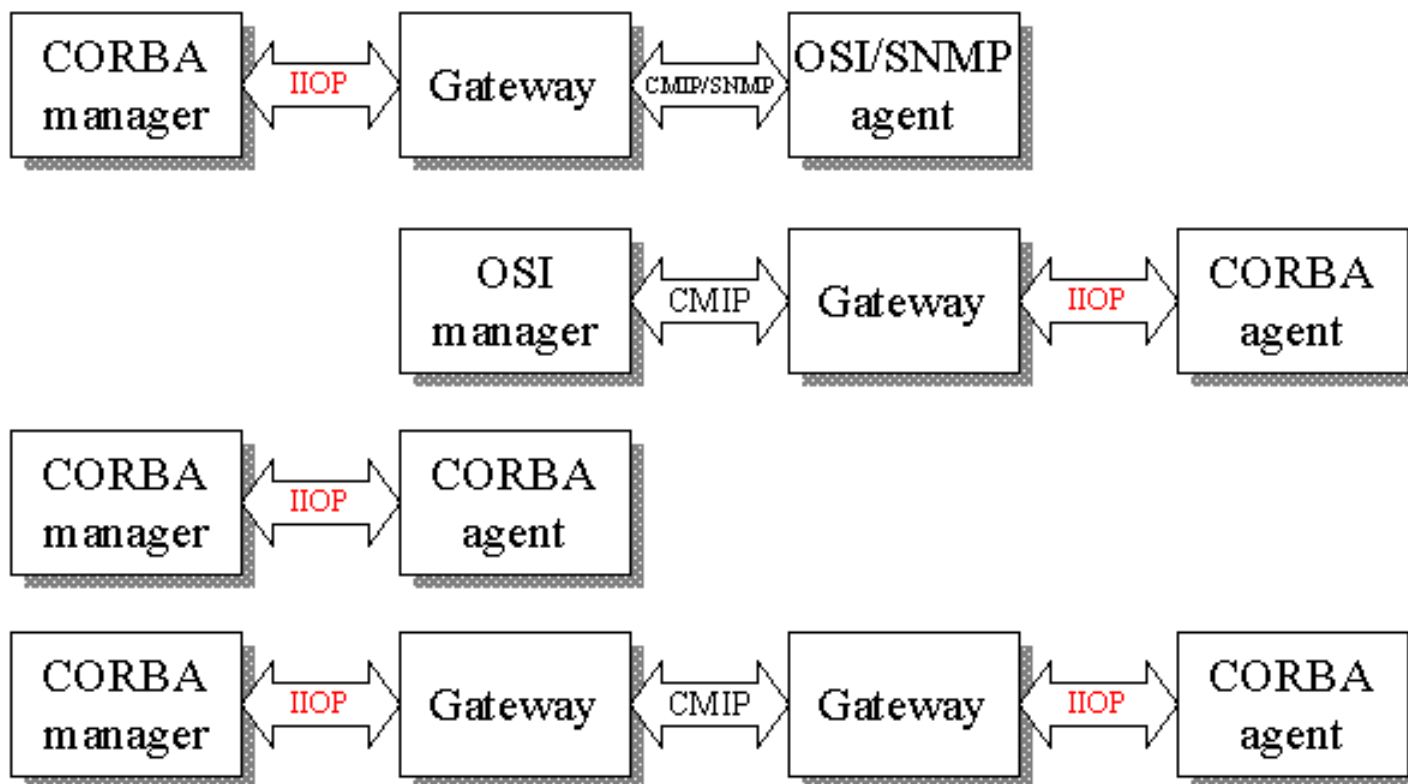 CORBA
manager
IIOP
Gateway
CMIP/SNMP
OSI/SNMP
agent
OSI
manager
CMIP
Gateway
IIOP
CORBA
agent
CORBA
manager
IIOP
CORBA
agent
CORBA
manager
IIOP
Gateway
CMIP
Gateway
IIOP
CORBA
agent